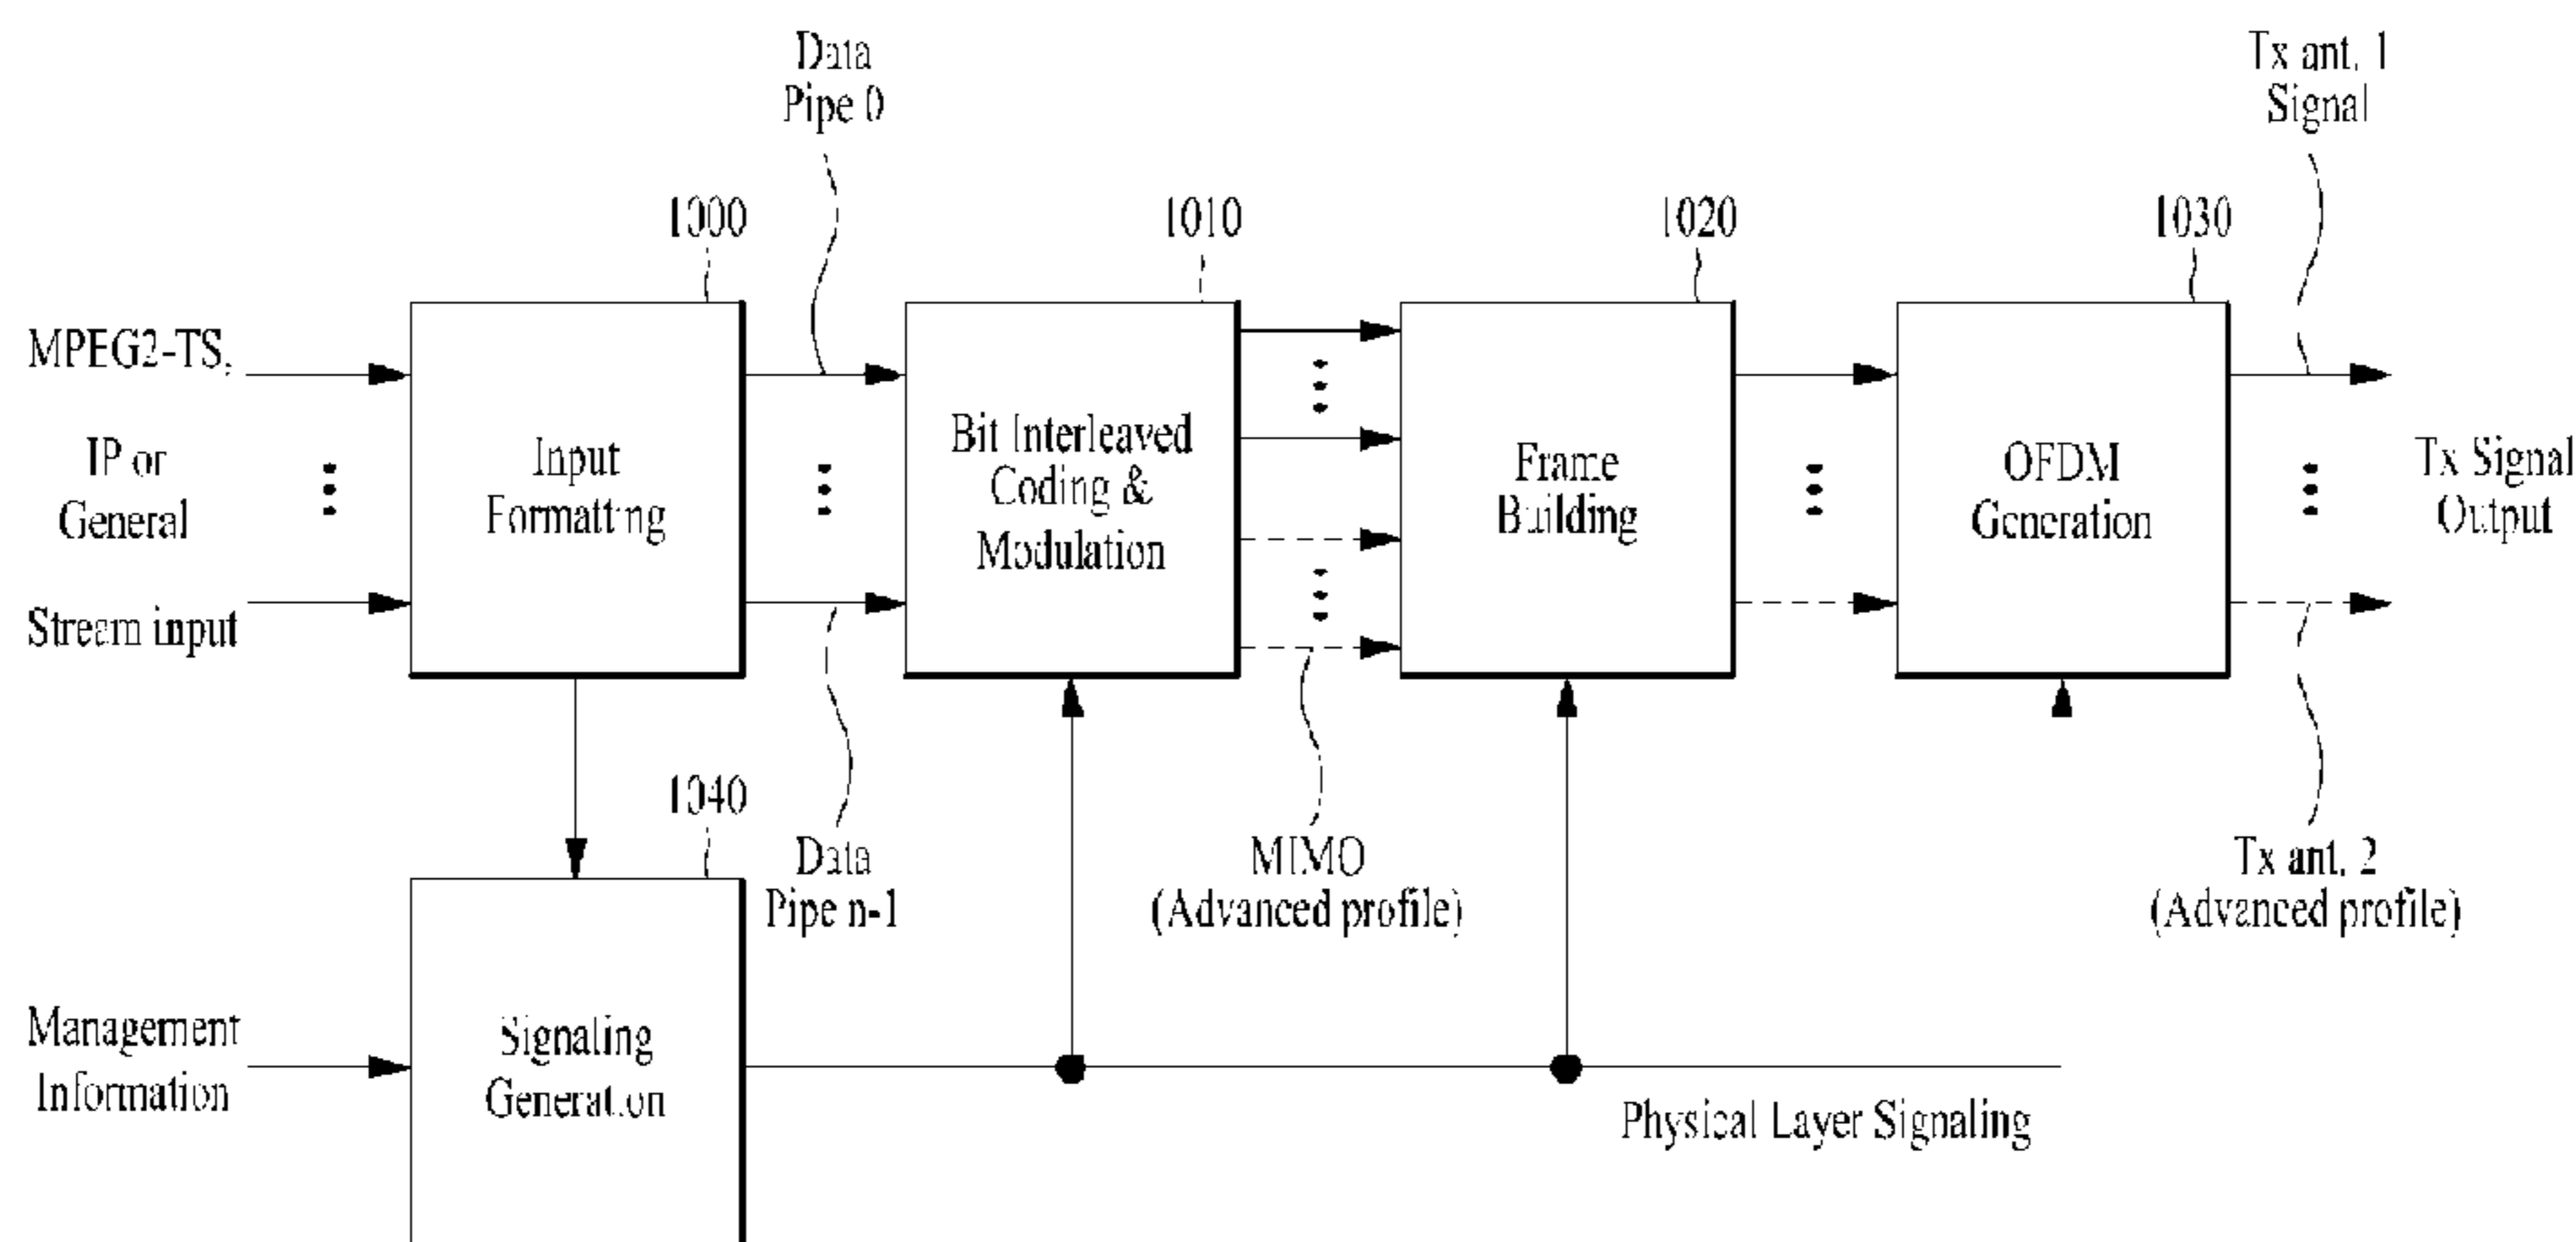 Data
Pipe 0
Tx ant. 1
Signal
1000
1010
1020
1030
MPEG2-TS,
IP or
General
Stream input
Input
Formatting
Bit Interleaved
Coding &
Modulation
Frame
Building
OFDM
Generation
Tx Signal
Output
1040
Data
Pipe n-1
MIMO
(Advanced profile)
Tx ant. 2
(Advanced profile)
Management
Information
Signaling
Generation
Physical Layer Signaling